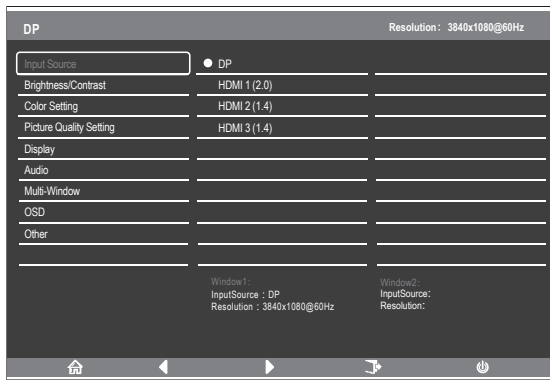 DP
Resolution: 3840x1080@60Hz
Input Source
DP
Brightness/Contrast
HDMI 1 (2.0)
Color Setting
HDMI 2 (1.4)
Picture Quality Setting
HDMI 3 (1.4)
Display
Audio
Multi-Window
OSD
Other
Window1:
InputSource : DP
Resolution : 3840x1080@60Hz
Window2:
InputSource:
Resolution: